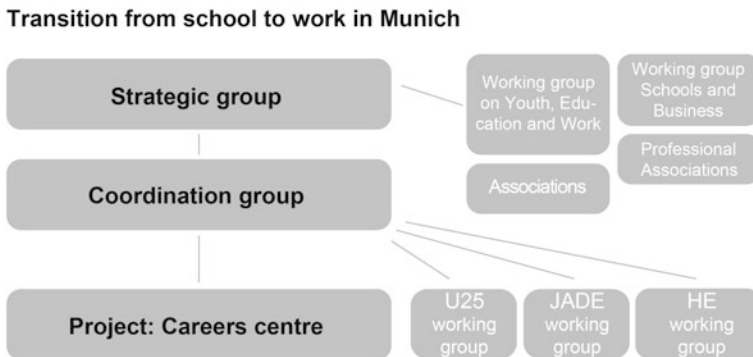 Transition from school to work in Munich
Strategic group
Working group
on Youth, Edu-
cation and Work
Working group
Schools and
Business
Professional
Associations
Associations
Coordination group
Project: Careers centre
U25
working
group
JADE
working
group
HE
working
group